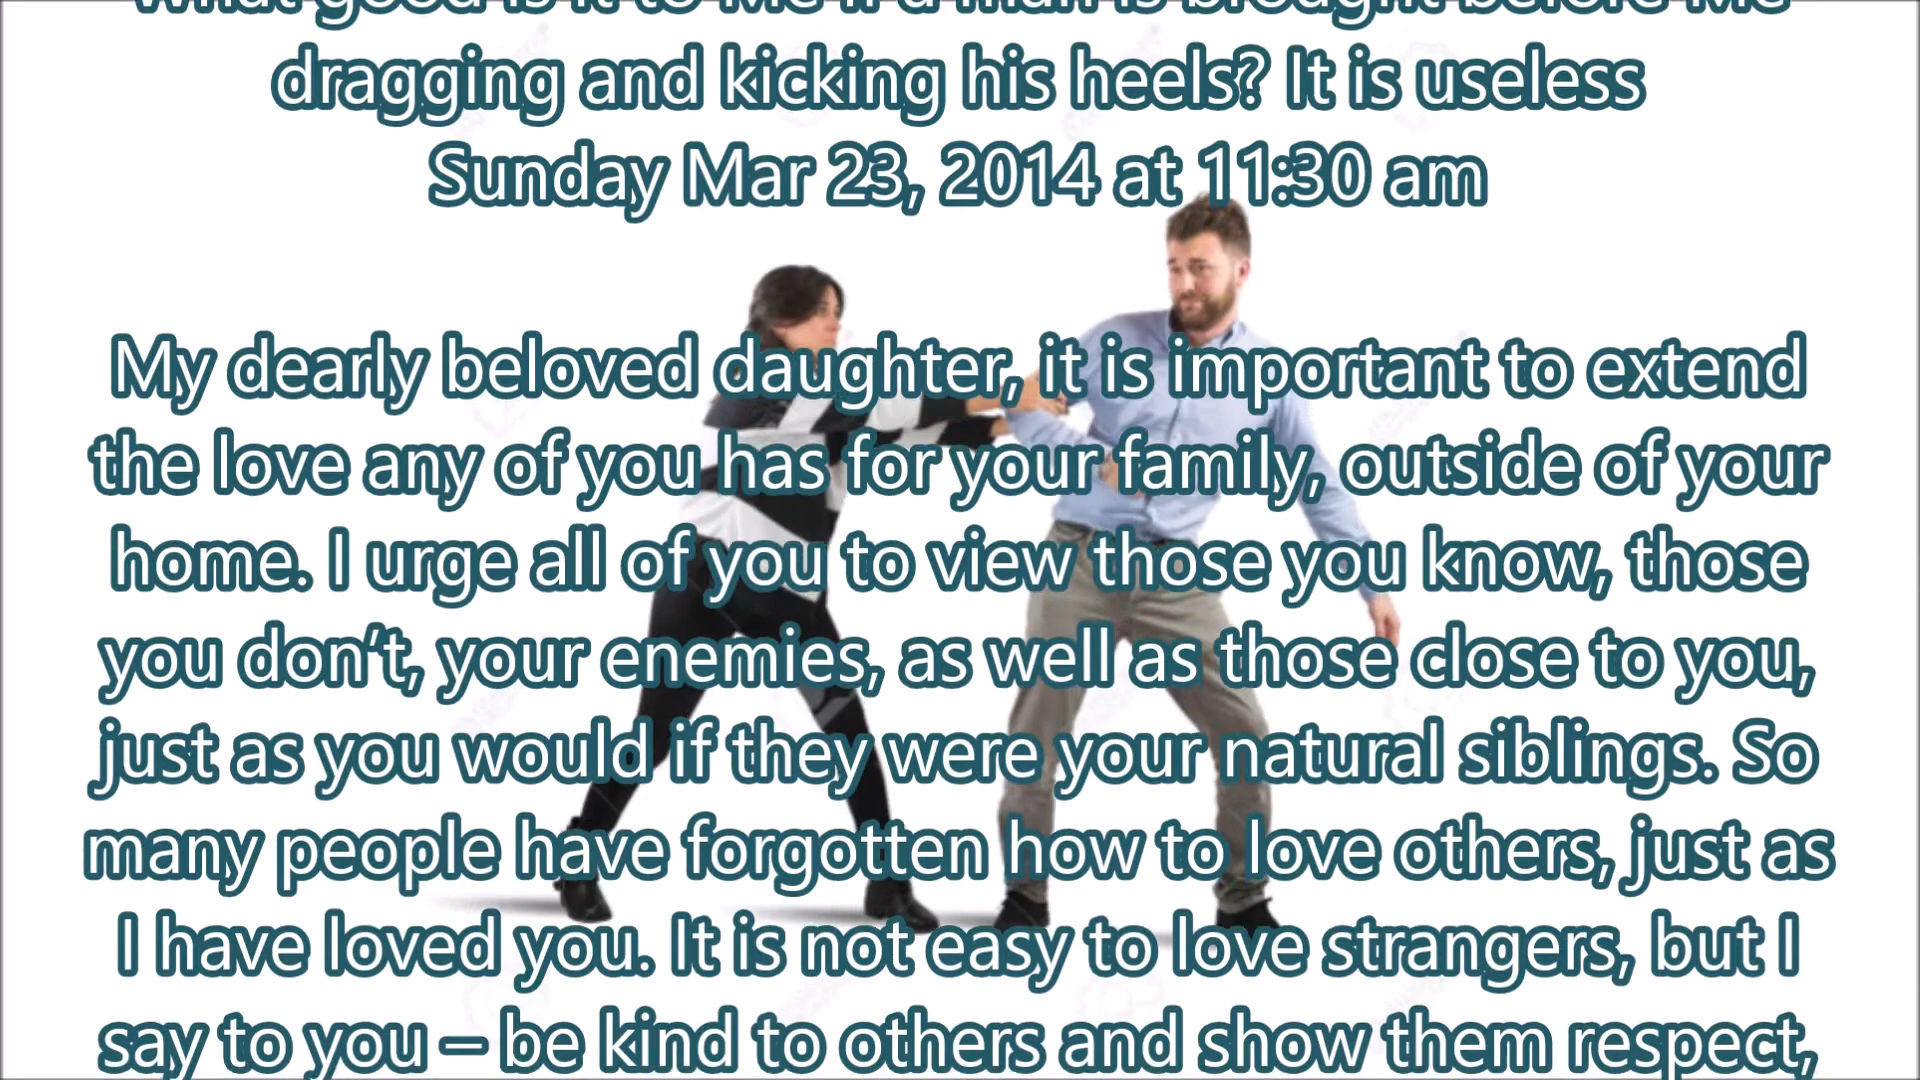 What good is it to Me if a man is brought before Me
dragging and kicking his heels? It is useless
Sunday Mar 23, 2014 at 11:30 am
My dearly beloved daughter, it is important to extend
the love any of you has for your family, outside of your
home. I urge all of you to view those you know, those
you don’t, your enemies, as well as those close to you,
just as you would if they were your natural siblings. So
many people have forgotten how to love others, just as
I have loved you. It is not easy to love strangers, but I
say to you – be kind to others and show them respect,